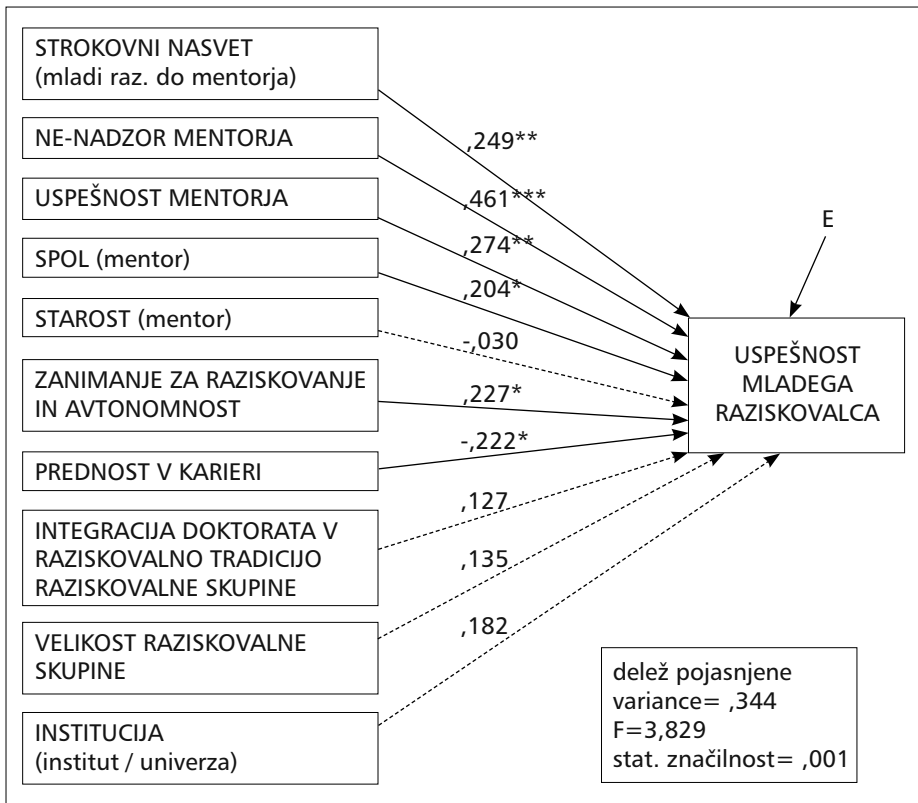 STROKOVNI NASVET
(mladi raz. do mentorja)
,249**
NE-NADZOR MENTORJA
,461***
USPEŠNOST MENTORJA
,274**
E
SPOL (mentor)
,204*
STAROST (mentor)
-,030
USPEŠNOST
MLADEGA
RAZISKOVALCA
ZANIMANJE ZA RAZISKOVANJE
IN AVTONOMNOST
,227*
PREDNOST V KARIERI
-,222*
INTEGRACIJA DOKTORATA V
RAZISKOVALNO TRADICIJO
RAZISKOVALNE SKUPINE
,127
VELIKOST RAZISKOVALNE
SKUPINE
,135
INSTITUCIJA
(institut / univerza)
,182
delež pojasnjene
variance= ,344
F=3,829
stat. značilnost= ,001